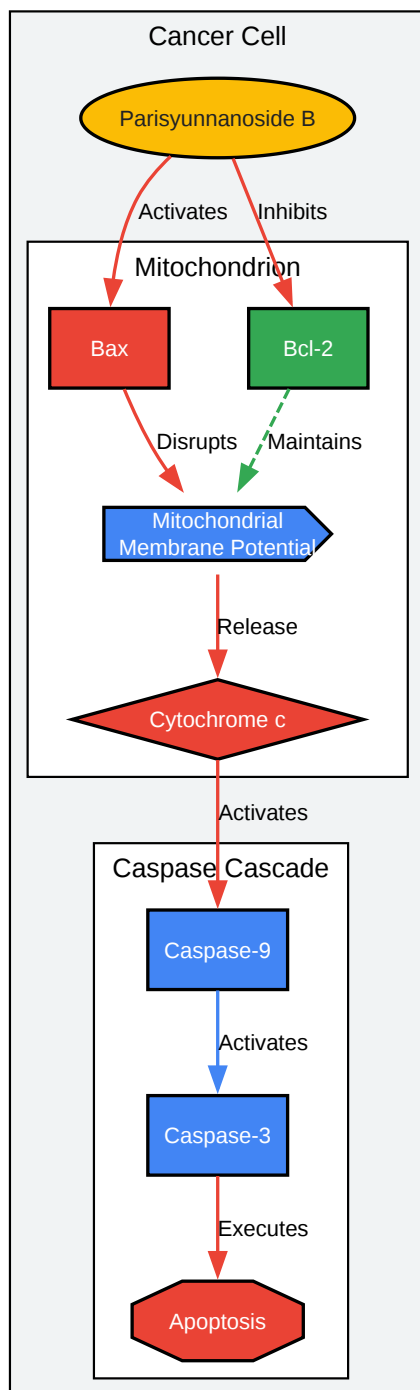 Cancer Cell
Parisyunnanoside B
Activates
Inhibits
Mitochondrion
Bax
Bcl-2
Disrupts
Maintains
Mitochondrial
Membrane Potential
Release
Cytochrome c
Activates
Caspase Cascade
Caspase-9
Activates
Caspase-3
Executes
Apoptosis